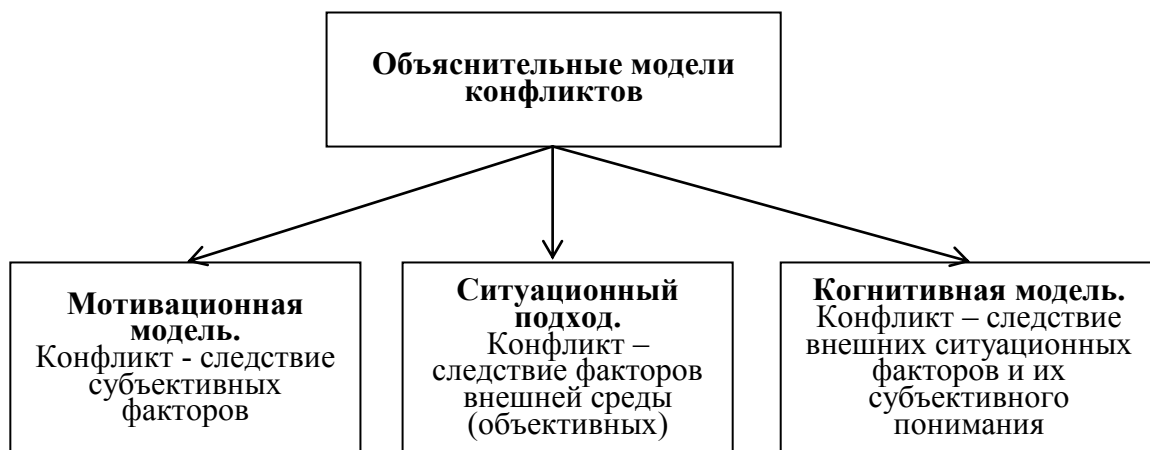 Объяснительные модели
конфликтов
Мотивационная
модель.
Конфликт - следствие
субъективных
факторов
Ситуационный
подход.
Конфликт –
следствие факторов
внешней среды
(объективных)
Когнитивная модель.
Конфликт – следствие
внешних ситуационных
факторов и их
субъективного
понимания